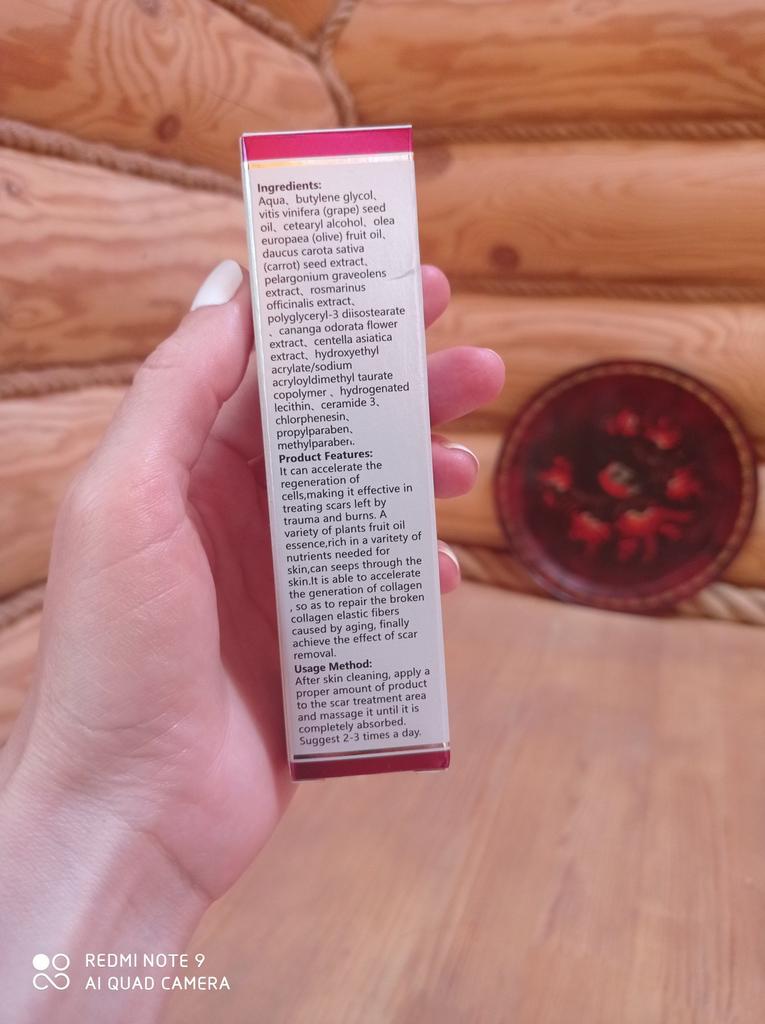 Ingredients:
Aqua、butylene glycol、
vitis vinifera (grape) seed
oil、cetearyl alcohol、olea
europaea (olive) fruit oil、
daucus carota sativa
(carrot) seed extract、
pelargonium graveolens
extract、rosmarinus
officinalis extract、
polyglyceryl-3 diisostearate
、cananga odorata flower
extract、centella asiatica
extract、hydroxyethyl
acrylate/sodium
acryloyldimethyl taurate
copolymer 、hydrogenated
lecithin、ceramide 3、
chlorphenesin、
propylparaben、
methylparaben.
Product Features:
It can accelerate the
regeneration of
cells,making it effective in
treating scars left by
trauma and burns. A
variety of plants fruit oil
essence,rich in a variety of
nutrients needed for
skin,can seeps through the
skin.It is able to accelerate
the generation of collagen
, so as to repair the broken
collagen elastic fibers
caused by aging, finally
achieve the effect of scar
removal.
Usage Method:
After skin cleaning, apply a
proper amount of product
to the scar treatment area
and massage it until it is
completely absorbed.
Suggest 2-3 times a day.
REDMI NOTE 9
AI QUAD CAMERA